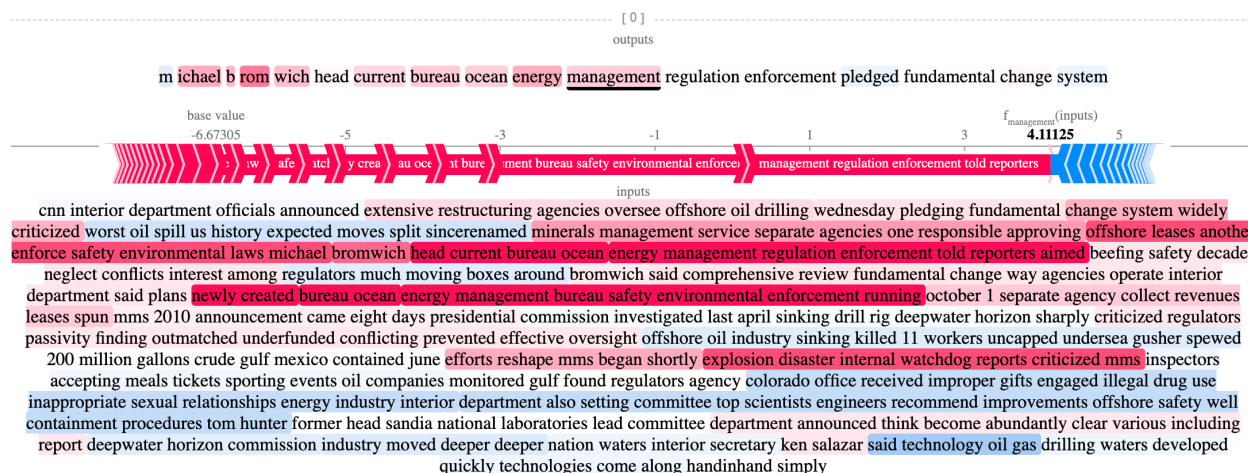 [ 0 ]
outputs
m ichael b rom wich head current bureau ocean energy management regulation enforcement pledged fundamental change system
base value
f management(inputs)
-6.67305 -5 -3 -1 1 3 4.11125 5
ment bureau safety environmental enforce management regulation enforcement told reporters
inputs
cnn interior department officials announced extensive restructuring agencies oversee offshore oil drilling wednesday pledging fundamental change system widely
criticized worst oil spill us history expected moves split sincerenamed minerals management service separate agencies one responsible approving offshore leases anothe
enforce safety environmental laws michael bromwich head current bureau ocean energy management regulation enforcement told reporters aimed beefing safety decade
neglect conflicts interest among regulators much moving boxes around bromwich said comprehensive review fundamental change way agencies operate interior
department said plans newly created bureau ocean energy management bureau safety environmental enforcement running october 1 separate agency collect revenues
leases spun mms 2010 announcement came eight days presidential commission investigated last april sinking drill rig deepwater horizon sharply criticized regulators
passivity finding outmatched underfunded conflicting prevented effective oversight offshore oil industry sinking killed 11 workers uncapped undersea gusher spewed
200 million gallons crude gulf mexico contained june efforts reshape mms began shortly explosion disaster internal watchdog reports criticized mms inspectors
accepting meals tickets sporting events oil companies monitored gulf found regulators agency colorado office received improper gifts engaged illegal drug use
inappropriate sexual relationships energy industry interior department also setting committee top scientists engineers recommend improvements offshore safety well
containment procedures tom hunter former head sandia national laboratories lead committee department announced think become abundantly clear various including
report deepwater horizon commission industry moved deeper deeper nation waters interior secretary ken salazar said technology oil gas drilling waters developed
quickly technologies come along handinhand simply